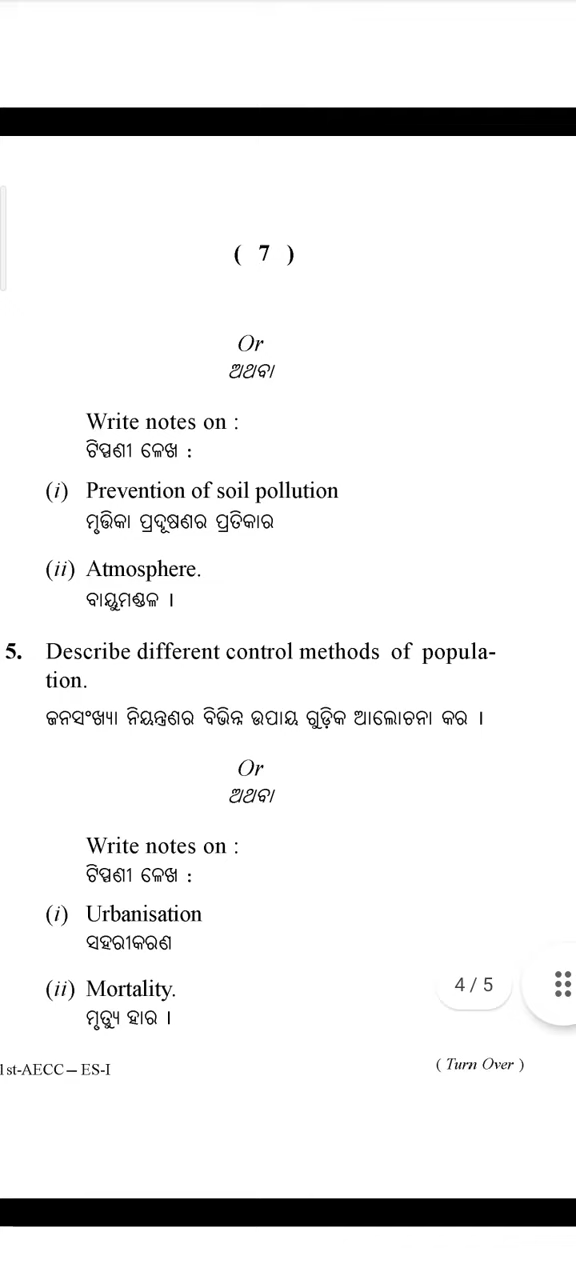 ( 7 )
Or
ଅଥବା
Write notes on :
ଟିପ୍ପଣୀ ଳେଖ :
(i) Prevention of soil pollution
ମୃତ୍ତିକା ପ୍ରଦୂଷଣର ପ୍ରତିକାର
(ii) Atmosphere.
ବାୟୁମଣ୍ଡଳ ।
5. Describe different control methods of popula-
tion.
ଜନସଂଖ୍ୟା ନିୟନ୍ତ୍ରଣର ବିଭିନ୍ନ ଉପାୟ ଗୁଡ଼ିକ ଆଲୋଚନା କର ।
Or
ଅଥବା
Write notes on :
ଟିପ୍ପଣୀ ଳେଖ :
(i) Urbanisation
ସହରୀକରଣ
(ii) Mortality.
4 / 5
ମୃତ୍ୟୁ ହାର ।
1st-AECC – ES-I
( Turn Over )